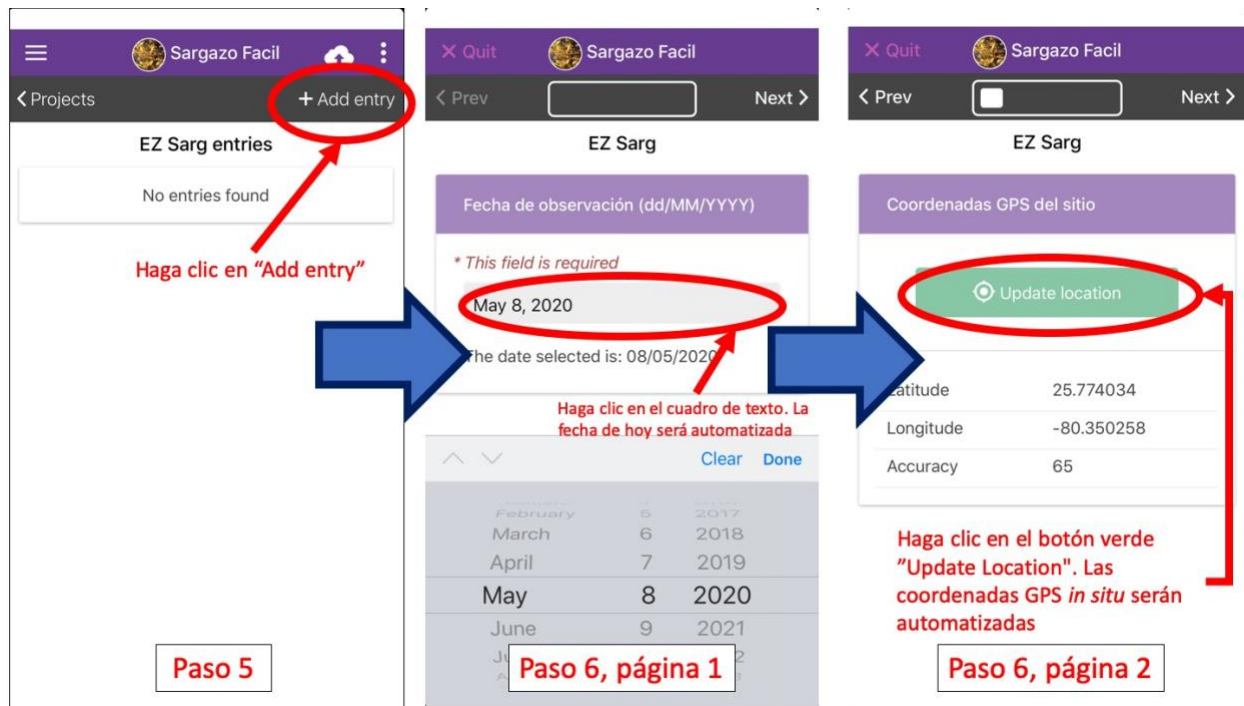 Sargazo Facil
Projects
+ Add entry
EZ Sarg entries
No entries found
Haga clic en “Add entry”
Paso 5
× Quit
Sargazo Facil
Prev
Next
EZ Sarg
Fecha de observación (dd/MM/YYYY)
* This field is required
May 8, 2020
The date selected is: 08/05/2020
Haga clic en el cuadro de texto. La
fecha de hoy será automatizada
Clear Done
February 5 2017
March 6 2018
April 7 2019
May 8 2020
June 9 2021
Paso 6, página 1
× Quit
Sargazo Facil
Prev
Next
EZ Sarg
Coordenadas GPS del sitio
Update location
Latitude 25.774034
Longitude -80.350258
Accuracy 65
Haga clic en el botón verde
”Update Location". Las
coordenadas GPS in situ serán
automatizadas
Paso 6, página 2